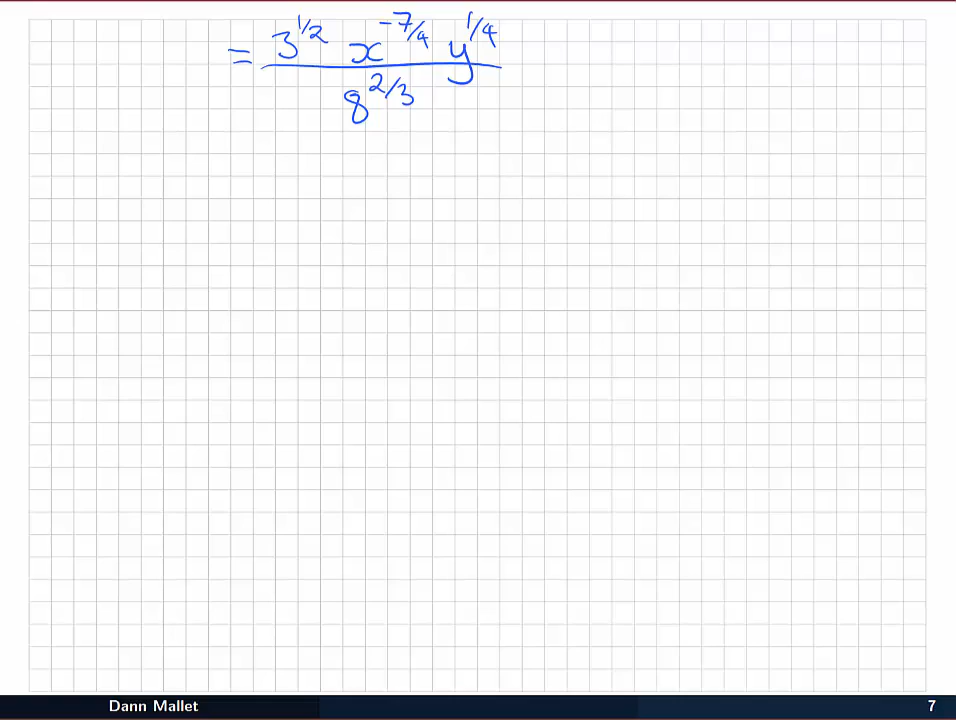 = 3^{1/2} x^{-7/4} y^{1/4}
8^{2/3}
Dann Mallet 7